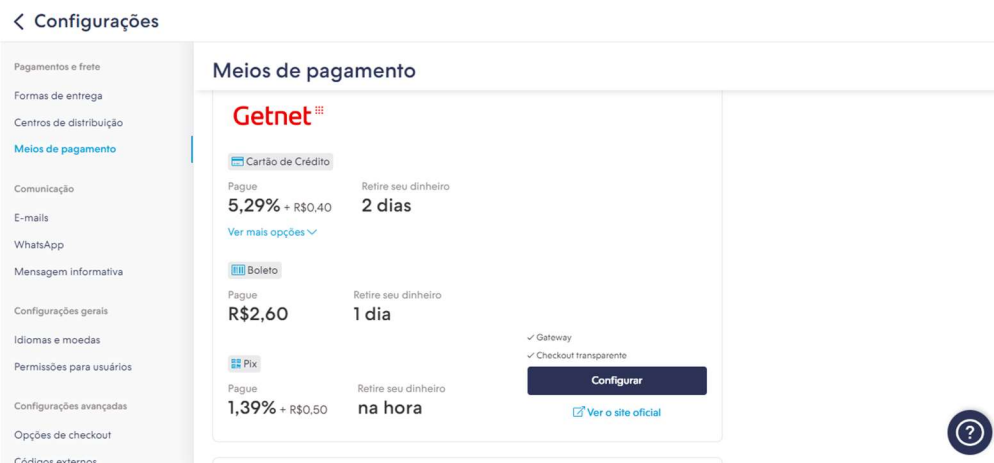 Configurações
Pagamentos e frete
Formas de entrega
Centros de distribuição
Meios de pagamento
Comunicação
E-mails
WhatsApp
Mensagem informativa
Configurações gerais
Idiomas e moedas
Permissões para usuários
Configurações avançadas
Opções de checkout
Códigos externos
Meios de pagamento
Getnet
Cartão de Crédito
Pague Retire seu dinheiro
5,29% + R$0,40 2 dias
Ver mais opções
Boleto
Pague Retire seu dinheiro
R$2,60 1 dia
Pix
Pague Retire seu dinheiro
1,39% + R$0,50 na hora
✓ Gateway
✓ Checkout transparente
Configurar
Ver o site oficial
?